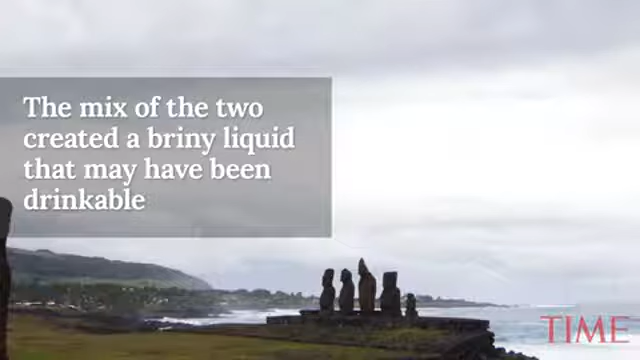 The mix of the two
created a briny liquid
that may have been
drinkable
TIME